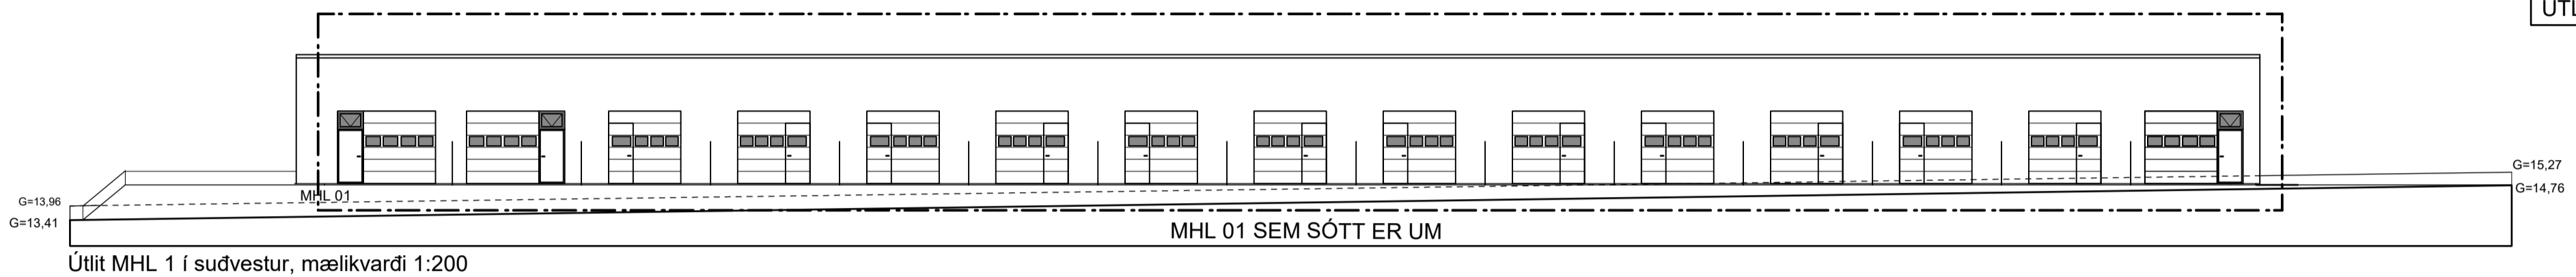 ÚTL
MHL 01
G=15,27
G=13,96
G=14,76
G=13,41
MHL 01 SEM SÓTT ER UM
Útlit MHL 1 í suðvestur, mælikvarði 1:200